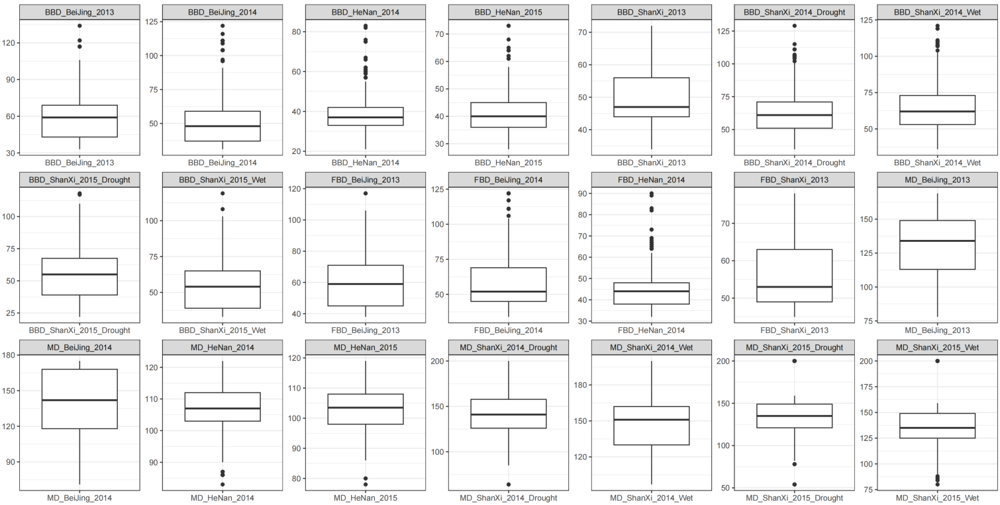 BBD_BeiJing_2013
120
90
60
30
BBD_BeiJing_2013
BBD_BeiJing_2014
125
100
75
50
BBD_BeiJing_2014
BBD_HeNan_2014
80
60
40
20
BBD_HeNan_2014
BBD_HeNan_2015
70
60
50
40
30
BBD_HeNan_2015
BBD_ShanXi_2013
70
60
50
40
BBD_ShanXi_2013
BBD_ShanXi_2014_Drought
125
100
75
50
BBD_ShanXi_2014_Drought
BBD_ShanXi_2014_Wet
125
100
75
50
BBD_ShanXi_2014_Wet
BBD_ShanXi_2015_Drought
100
75
50
25
BBD_ShanXi_2015_Drought
BBD_ShanXi_2015_Wet
100
75
50
BBD_ShanXi_2015_Wet
FBD_BeiJing_2013
120
100
80
60
40
FBD_BeiJing_2013
FBD_BeiJing_2014
125
100
75
50
FBD_BeiJing_2014
FBD_HeNan_2014
90
80
70
60
50
40
30
FBD_HeNan_2014
FBD_ShanXi_2013
70
60
50
FBD_ShanXi_2013
MD_BeiJing_2013
150
125
100
75
MD_BeiJing_2013
MD_BeiJing_2014
180
150
120
90
MD_BeiJing_2014
MD_HeNan_2014
120
110
100
90
MD_HeNan_2014
MD_HeNan_2015
120
110
100
90
80
MD_HeNan_2015
MD_ShanXi_2014_Drought
200
150
100
MD_ShanXi_2014_Drought
MD_ShanXi_2014_Wet
180
150
120
MD_ShanXi_2014_Wet
MD_ShanXi_2015_Drought
200
150
100
50
MD_ShanXi_2015_Drought
MD_ShanXi_2015_Wet
200
175
150
125
100
75
MD_ShanXi_2015_Wet